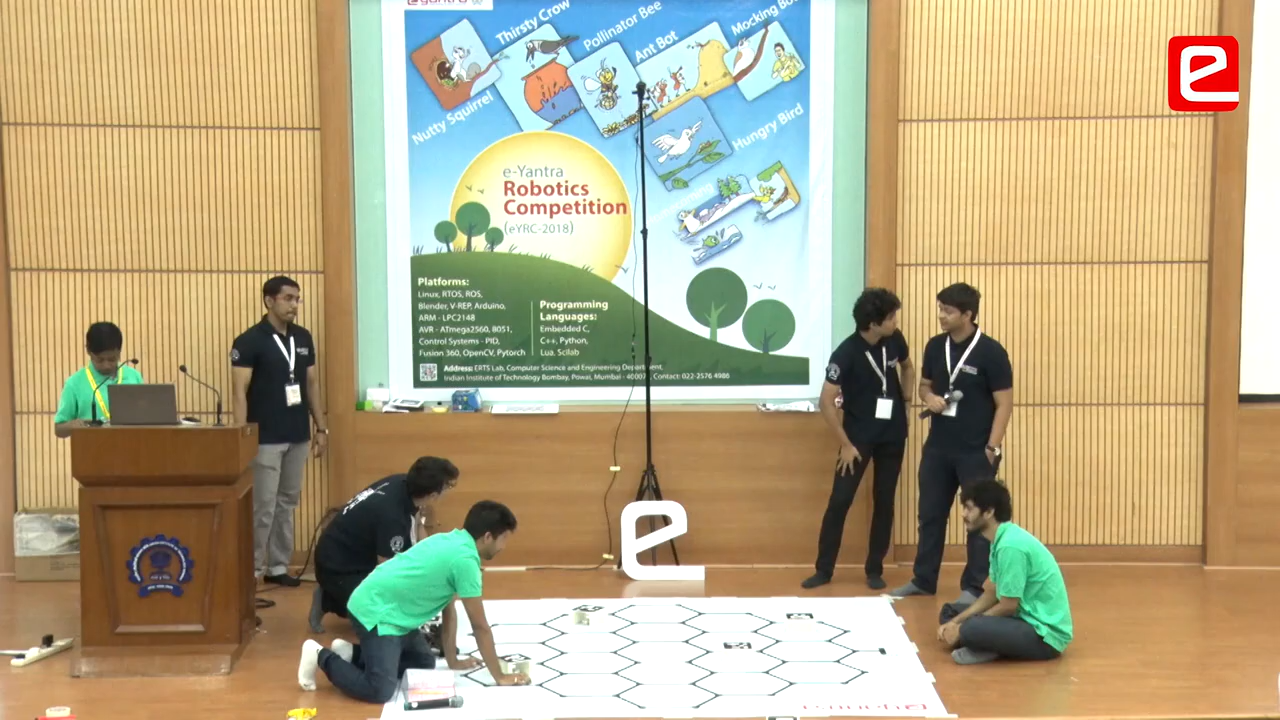 Thirsty Crow
Pollinator Bee
Ant Bot
Mocking Bot
Nutty Squirrel
Hungry Bird
e-Yantra
Robotics
Competition
(eYRC-2018)
Platforms:
Linux, RTOS, ROS,
Blender, V-REP, Arduino,
ARM - LPC2148
AVR - ATmega2560, 8051,
Control Systems - PID,
Fusion 360, OpenCV, Pytorch
Programming
Languages:
Embedded C,
C++, Python,
Lua, Scilab
Address: ERTS Lab, Computer Science and Engineering Department,
Indian Institute of Technology Bombay, Powai, Mumbai - 40007 Contact: 022-2576 4986
e
e